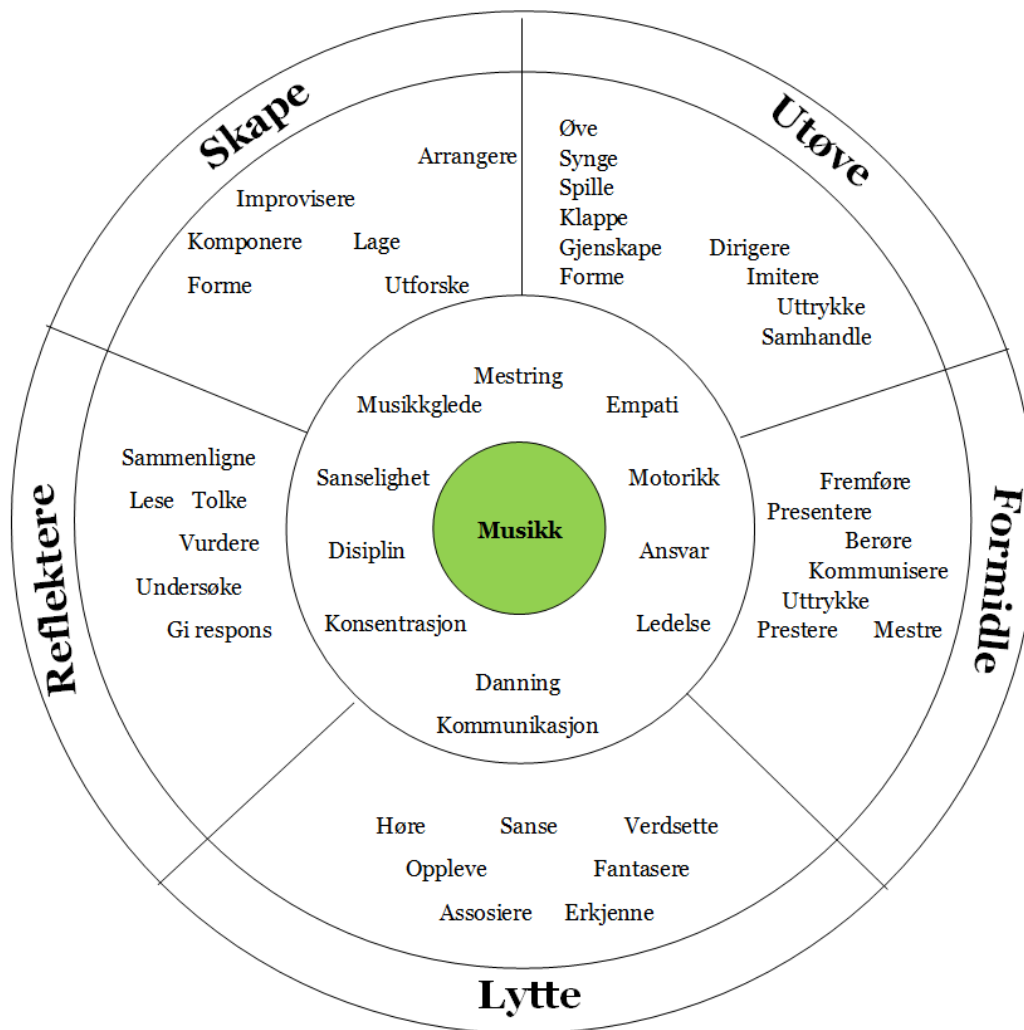 Skape
Arrangere
Improvisere
Komponere Lage
Forme Utforske
Utøve
Øve
Synge
Spille
Klappe
Gjenskape Dirigere
Forme Imitere
Uttrykke
Samhandle
Formidle
Fremføre
Presentere
Berøre
Kommunisere
Uttrykke
Prestere Mestre
Lytte
Høre Sanse Verdsette
Oppleve Fantasere
Assosiere Erkjenne
Reflektere
Sammenligne
Lese Tolke
Vurdere
Undersøke
Gi respons
Mestring
Musikkglede Empati
Sanselighet Motorikk
Musikk
Disiplin Ansvar
Konsentrasjon Ledelse
Danning
Kommunikasjon